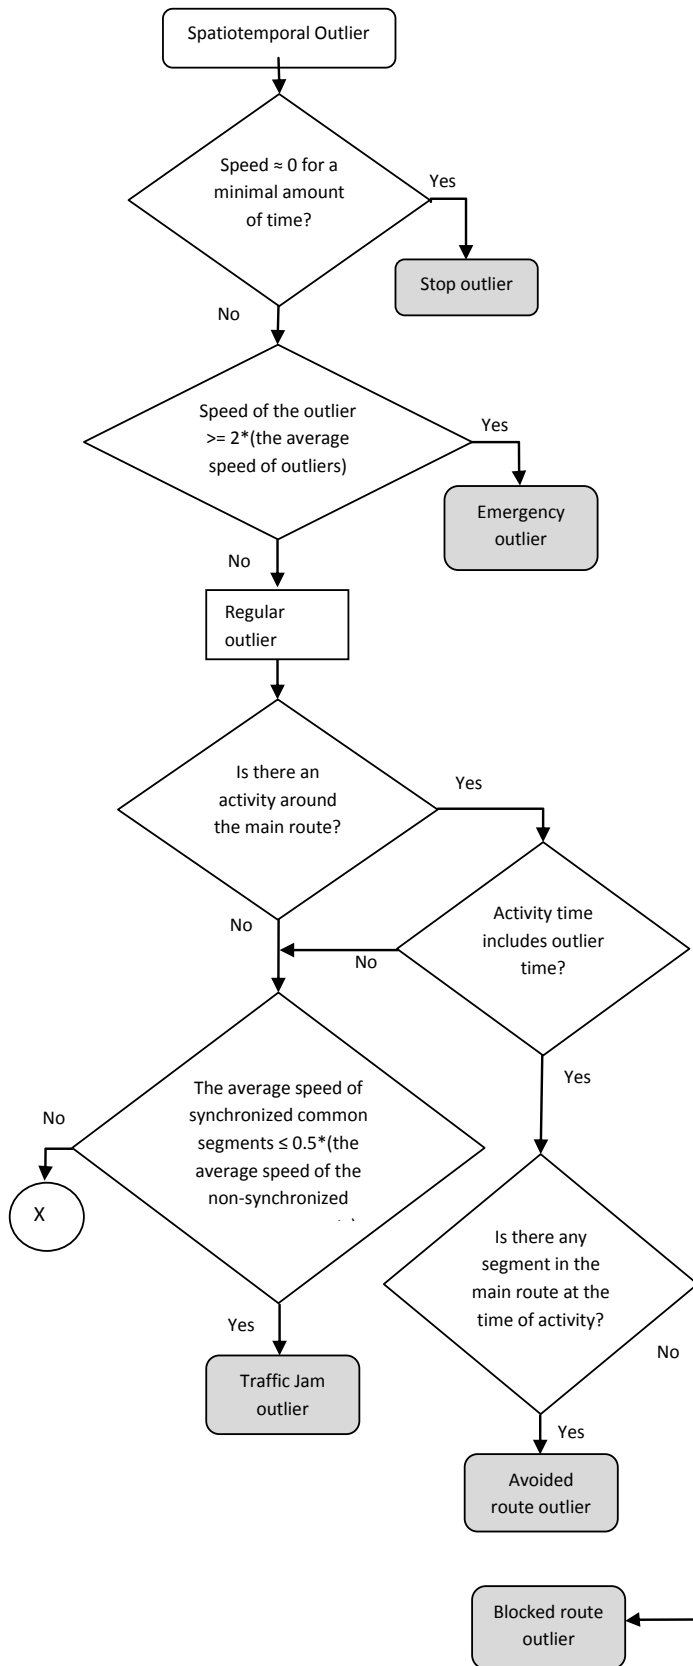 Spatiotemporal Outlier
Speed ≈ 0 for a
minimal amount
of time?
Yes
Stop outlier
No
Speed of the outlier
>= 2*(the average
speed of outliers)
Yes
Emergency
outlier
No
Regular
outlier
Is there an
activity around
the main route?
Yes
No
Activity time
includes outlier
time?
No
Yes
The average speed of
synchronized common
segments ≤ 0.5*(the
average speed of the
non-synchronized
No
X
Is there any
segment in the
main route at the
time of activity?
Yes
No
Traffic Jam
outlier
Yes
Avoided
route outlier
Blocked route
outlier